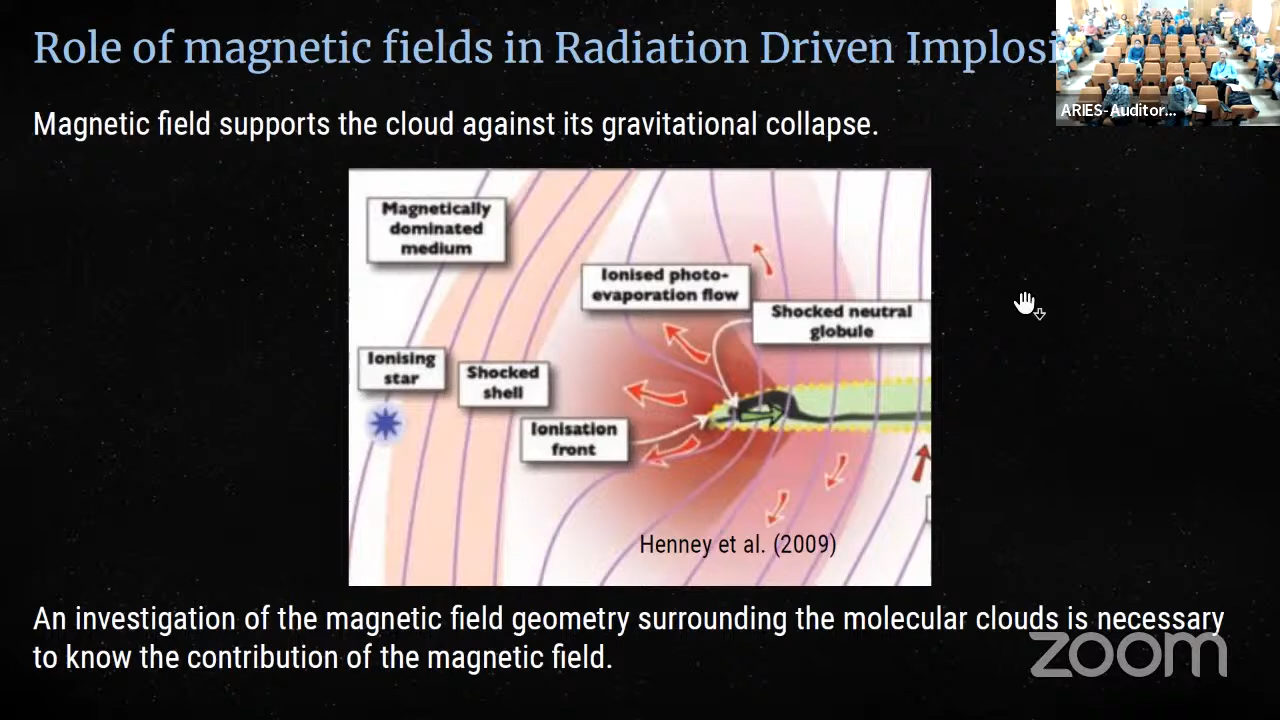 Role of magnetic fields in Radiation Driven Implosi
ARIES-Auditor...
Magnetic field supports the cloud against its gravitational collapse.
Magnetically
dominated
medium
Ionised photo-
evaporation flow
Shocked neutral
globule
Ionising
star
Shocked
shell
Ionisation
front
Henney et al. (2009)
An investigation of the magnetic field geometry surrounding the molecular clouds is necessary
to know the contribution of the magnetic field.
zoom